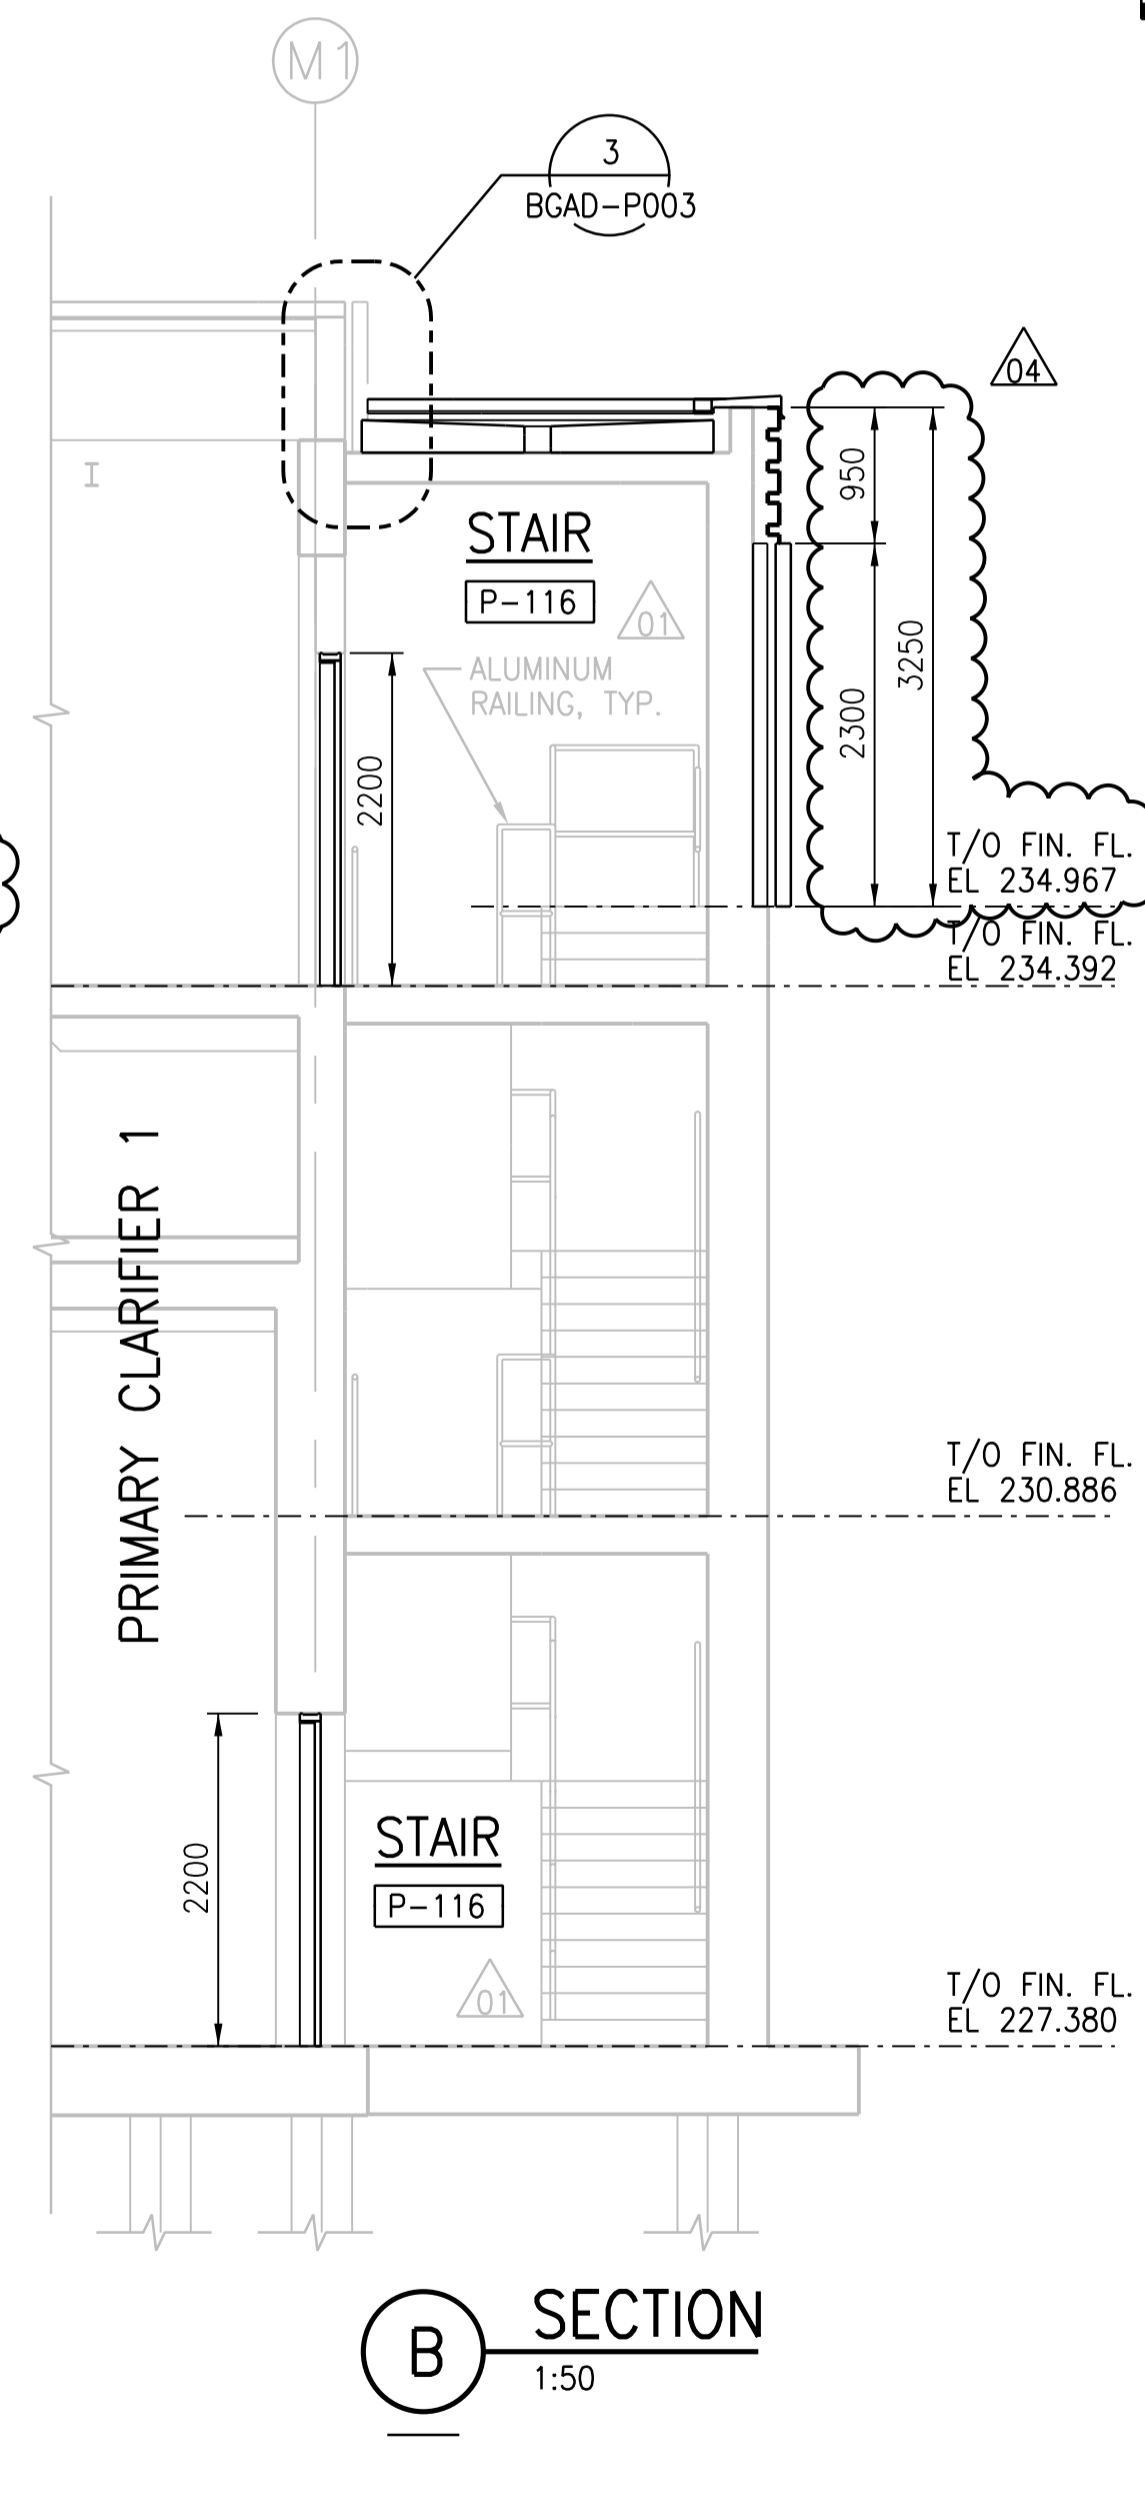 M1
3
BGAD-P003
04
I
950
STAIR
P-116
01
ALUMINUM
RAILING, TYP.
2200
2300
3250
T/O FIN. FL.
EL 234.967
T/O FIN. FL.
EL 234.392
PRIMARY CLARIFIER 1
T/O FIN. FL.
EL 230.886
2200
STAIR
P-116
01
T/O FIN. FL.
EL 227.380
B
SECTION
1:50